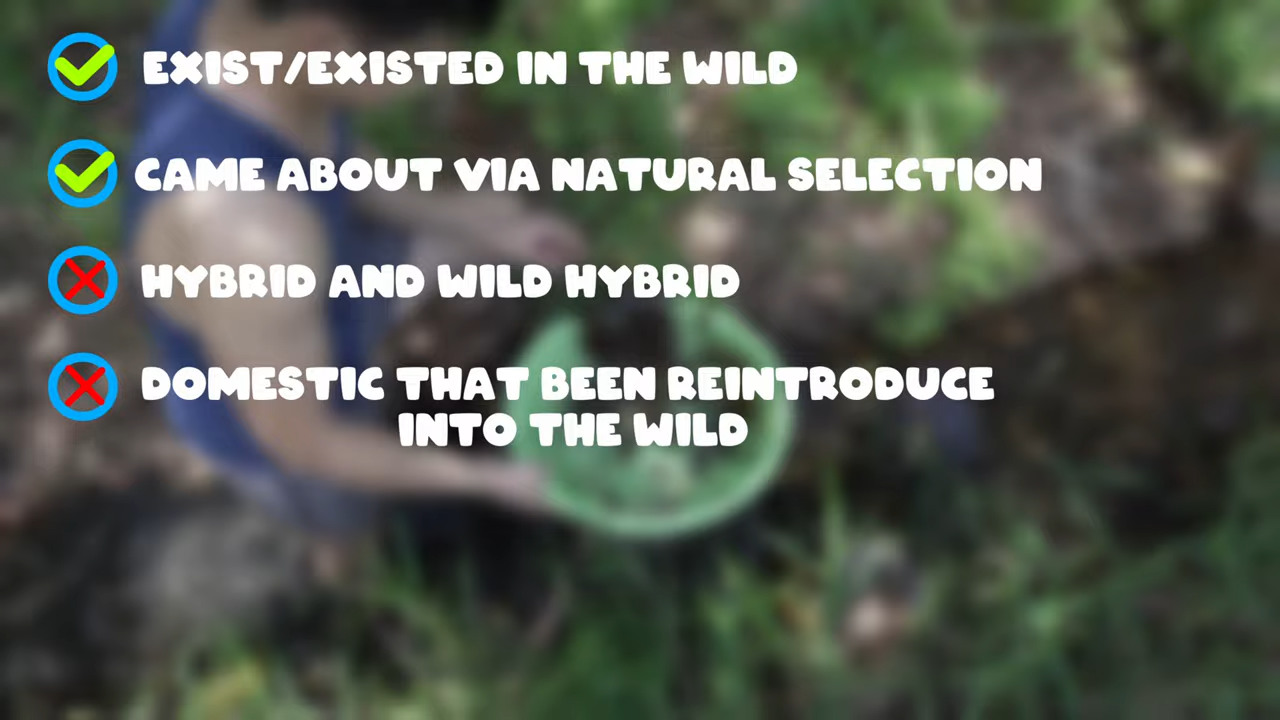 EXIST/EXISTED IN THE WILD
CAME ABOUT VIA NATURAL SELECTION
HYBRID AND WILD HYBRID
DOMESTIC THAT BEEN REINTRODUCE
INTO THE WILD